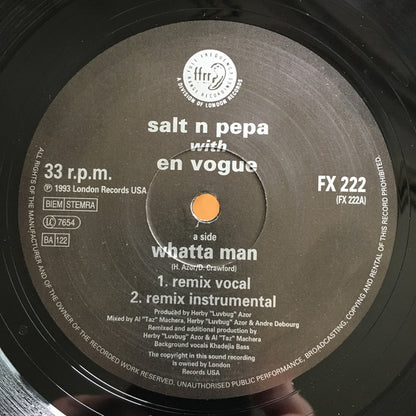 FULL FREQUENCY RANGE RECORDINGS
ffrr
A DIVISION OF LONDON RECORDS
salt n pepa
with
en vogue
33 r.p.m.
℗ 1993 London Records USA
BIEM STEMRA
LC 7654
BA 122
FX 222
(FX 222A)
a side
whatta man
(H. Azor/D. Crawford)
1. remix vocal
2. remix instrumental
Produced by Herby "Luvbug" Azor
Mixed by Al "Taz" Machera, Herby "Luvbug" Azor & Andre Debourg
Remixed and additional production by
Herby "Luvbug" Azor & Al "Taz" Machera
Background vocals Khadejia Bass
The copyright in this sound recording
is owned by London
Records USA
ALL RIGHTS OF THE MANUFACTURER AND OF THE OWNER OF THE RECORDED WORK RESERVED. UNAUTHORISED PUBLIC PERFORMANCE, BROADCASTING, COPYING AND RENTAL OF THIS RECORD PROHIBITED.